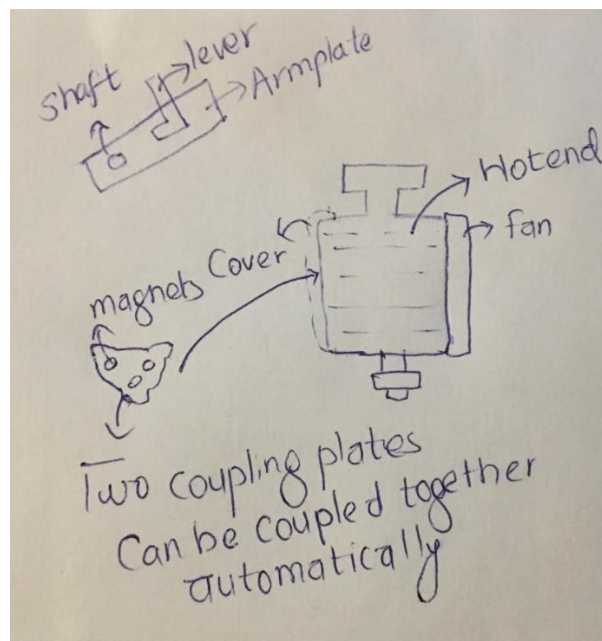 lever
shaft
Armplate
Hotend
fan
Cover
magnets
Two coupling plates
Can be coupled together
automatically